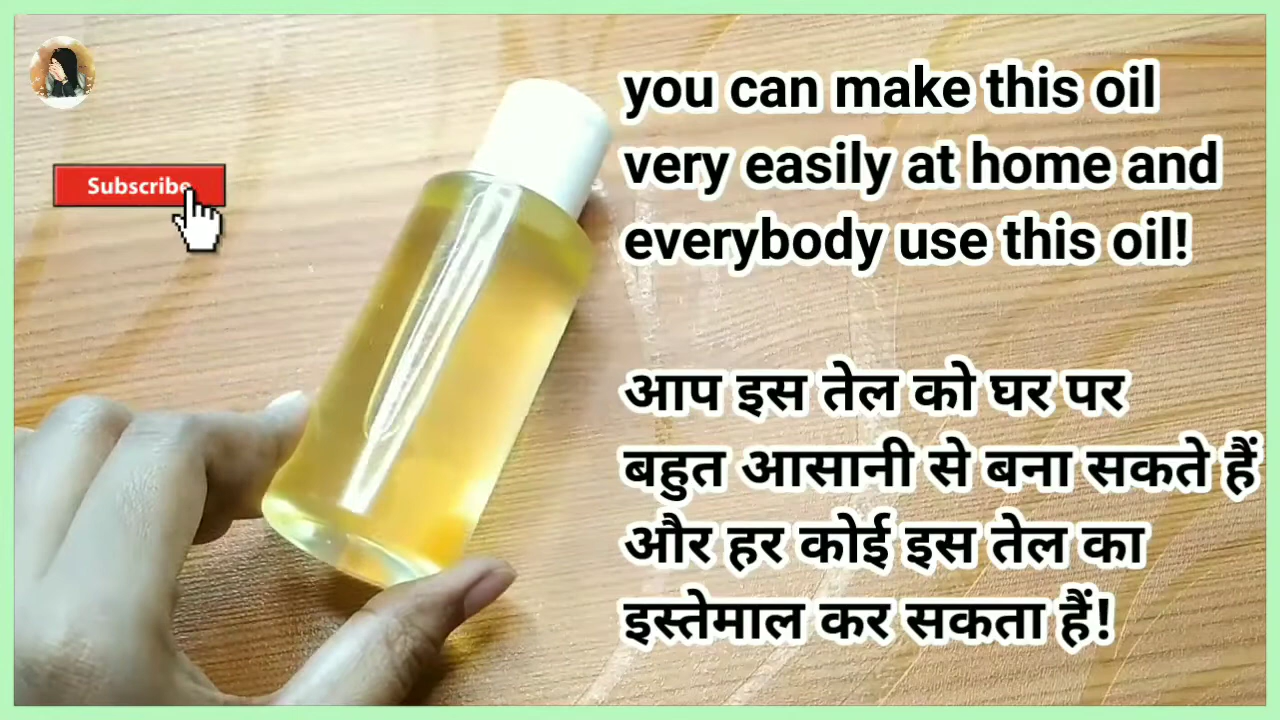 Subscribe
you can make this oil
very easily at home and
everybody use this oil!
आप इस तेल को घर पर
बहुत आसानी से बना सकते हैं
और हर कोई इस तेल का
इस्तेमाल कर सकता हैं!